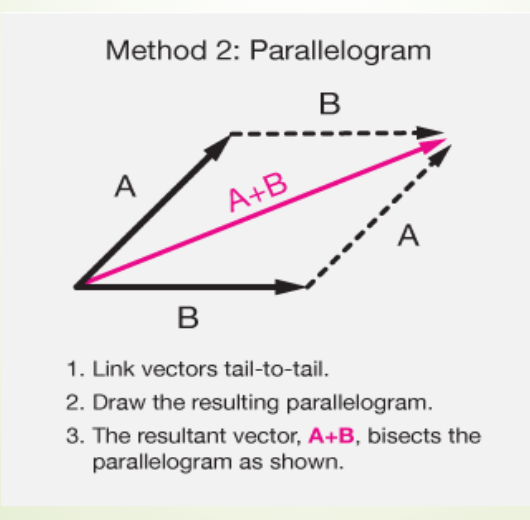 Method 2: Parallelogram
B
A
A+B
A
B
1. Link vectors tail-to-tail.
2. Draw the resulting parallelogram.
3. The resultant vector, A+B, bisects the
parallelogram as shown.